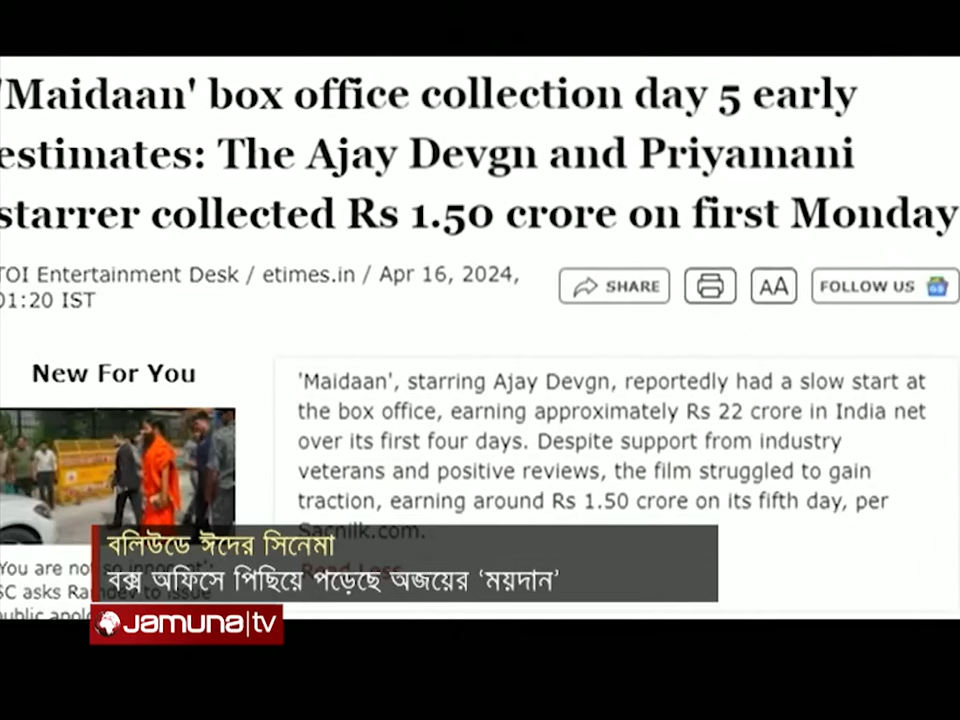 'Maidaan' box office collection day 5 early
estimates: The Ajay Devgn and Priyamani
starrer collected Rs 1.50 crore on first Monday
TOI Entertainment Desk / etimes.in / Apr 16, 2024,
01:20 IST
SHARE
AA
FOLLOW US
New For You
'Maidaan', starring Ajay Devgn, reportedly had a slow start at
the box office, earning approximately Rs 22 crore in India net
over its first four days. Despite support from industry
veterans and positive reviews, the film struggled to gain
traction, earning around Rs 1.50 crore on its fifth day, per
Sacnilk.com.
Read Less
You are not so innocent':
SC asks Ramdev to issue
public
বলিউডে ঈদের সিনেমা
বক্স অফিসে পিছিয়ে পড়েছে অজয়ের ‘ময়দান’
Jamuna|tv